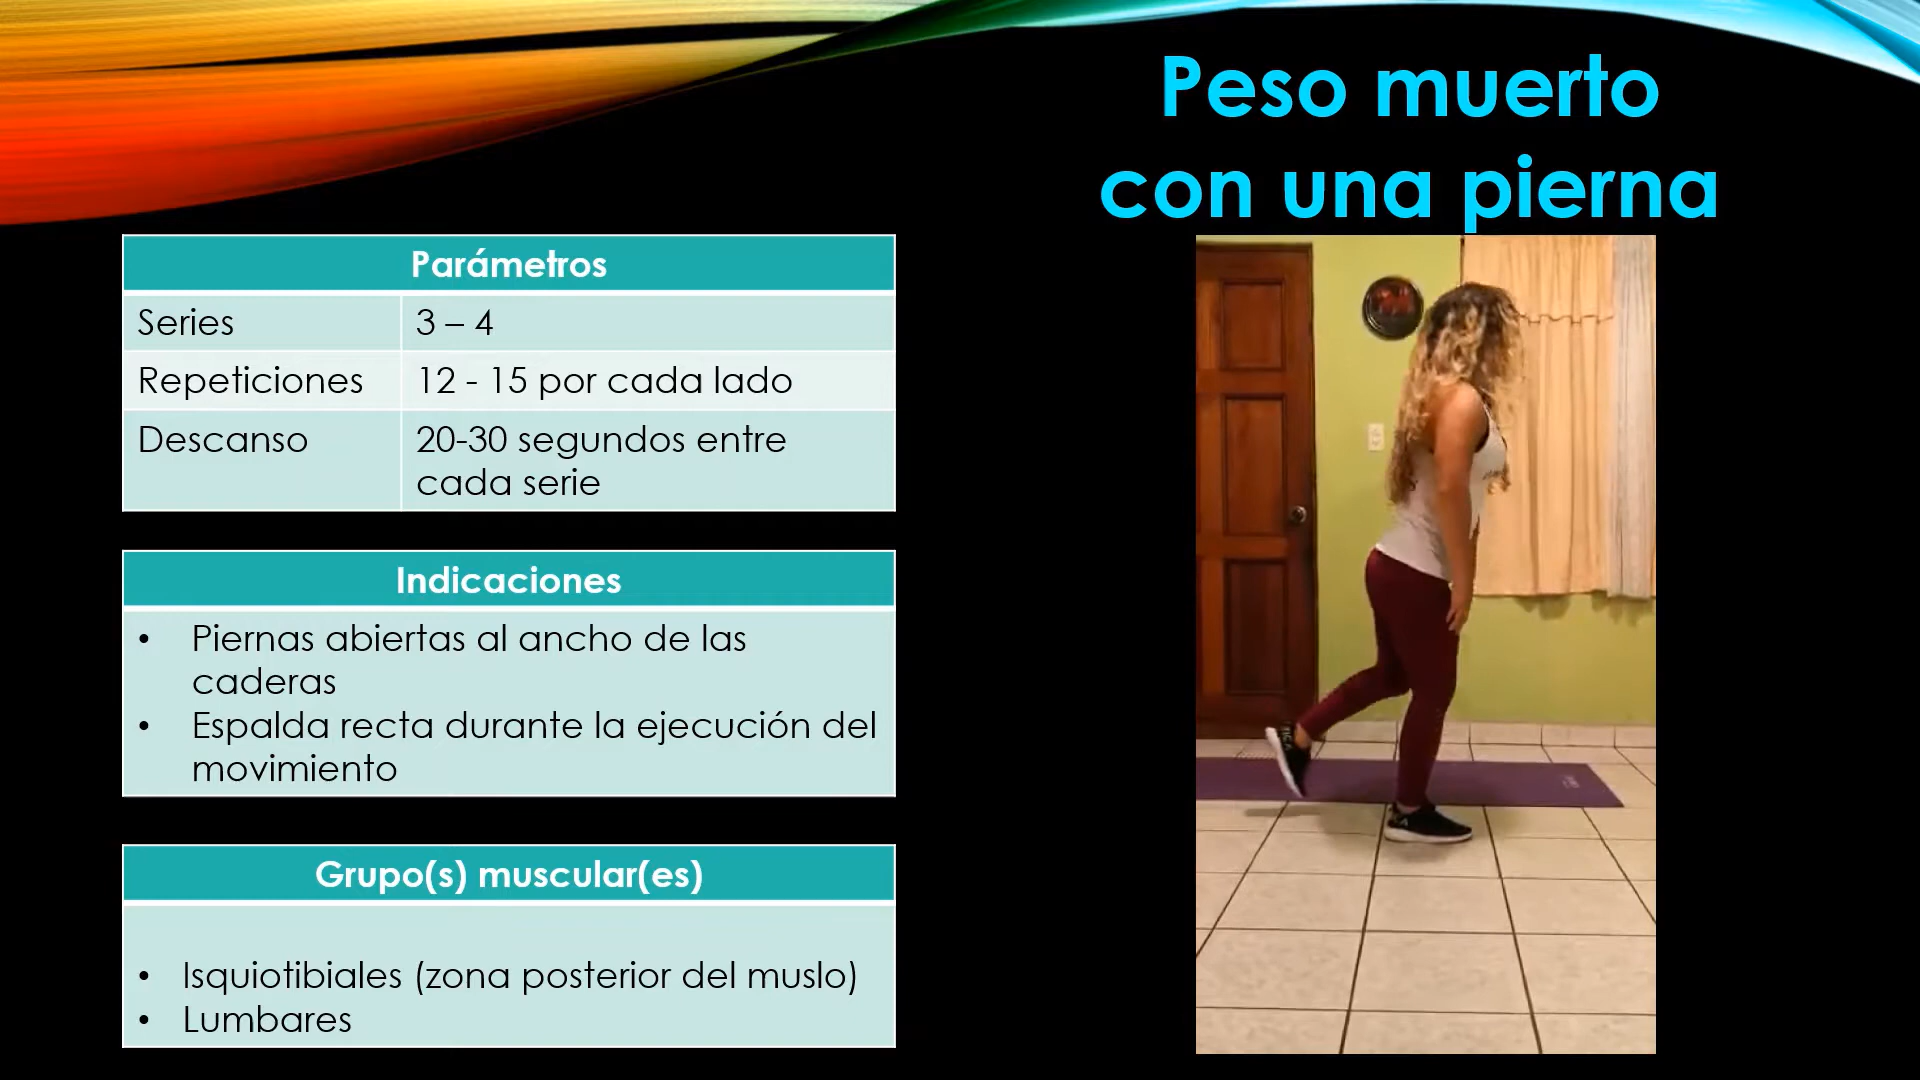 Peso muerto
con una pierna
Parámetros
Series 3 – 4
Repeticiones 12 - 15 por cada lado
Descanso 20-30 segundos entre
cada serie
Indicaciones
• Piernas abiertas al ancho de las
caderas
• Espalda recta durante la ejecución del
movimiento
Grupo(s) muscular(es)
• Isquiotibiales (zona posterior del muslo)
• Lumbares